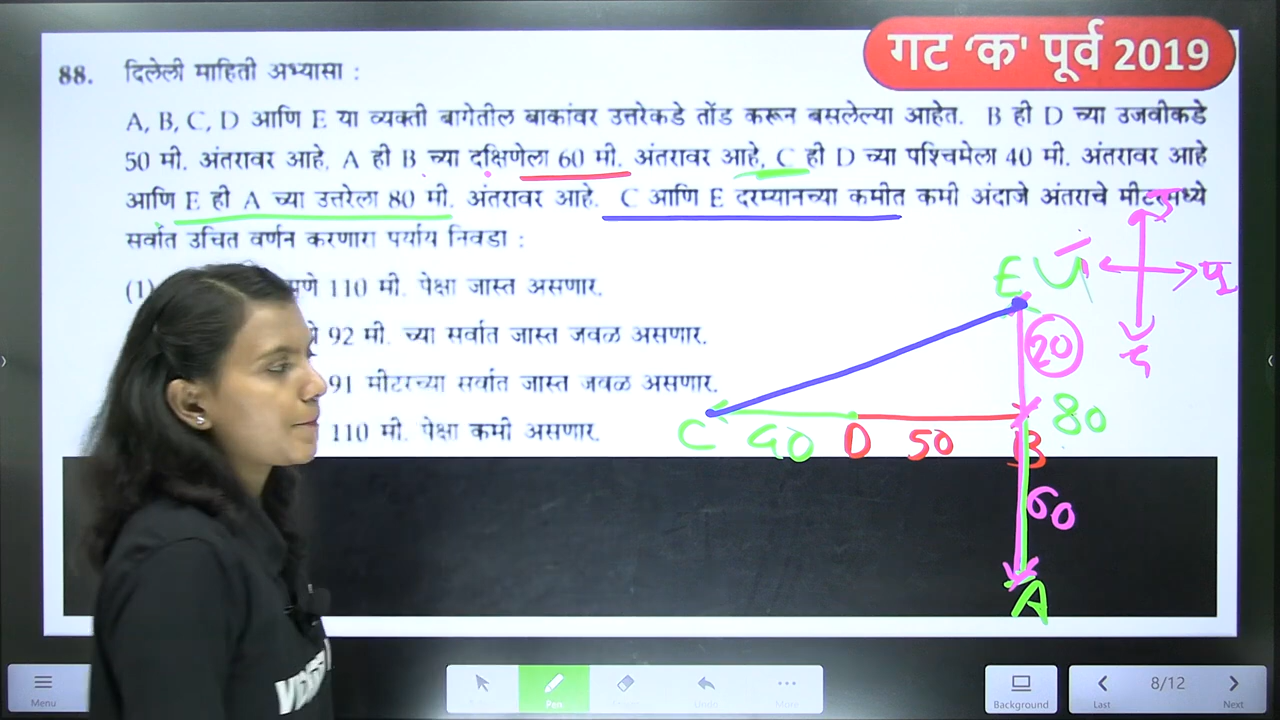 गट ‘क' पूर्व 2019
88. दिलेली माहिती अभ्यासा :
A, B, C, D आणि E या व्यक्ती बागेतील बाकांवर उत्तरेकडे तोंड करून बसलेल्या आहेत. B ही D च्या उजवीकडे
50 मी. अंतरावर आहे. A ही B च्या दक्षिणेला 60 मी. अंतरावर आहे. C ही D च्या पश्चिमेला 40 मी. अंतरावर आहे
आणि E ही A च्या उत्तरेला 80 मी. अंतरावर आहे. C आणि E दरम्यानच्या कमीत कमी अंदाजे अंतराचे मीटरमध्ये
सर्वात उचित वर्णन करणारा पर्याय निवडा :
(1) 110 मी. पेक्षा जास्त असणार.
92 मी. च्या सर्वात जास्त जवळ असणार.
91 मीटरच्या सर्वात जास्त जवळ असणार.
110 मी. पेक्षा कमी असणार.
उ
पू
द
E
20
80
C 40 D 50 B
60
A
Menu
Pen
Undo
More
Background
Last
8/12
Next